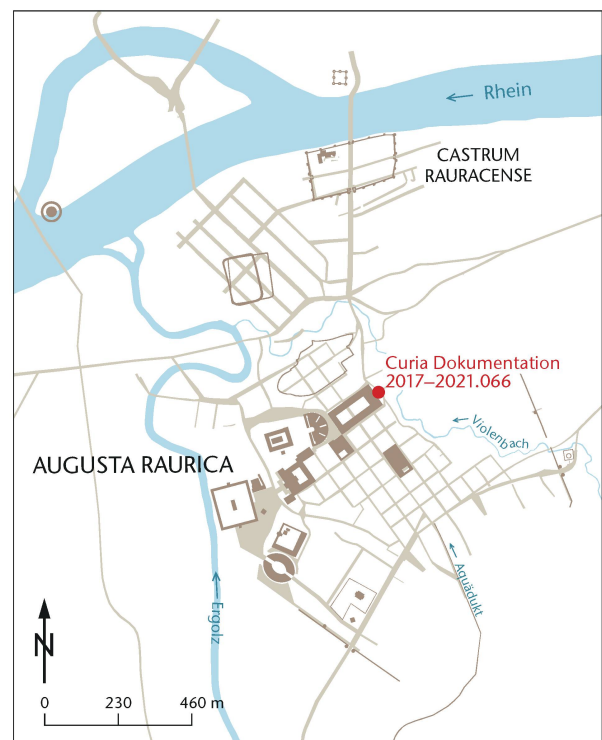 Rhein
CASTRUM
RAURACENSE
Curia Dokumentation
2017–2021.066
Violenbach
AUGUSTA RAURICA
Aquädukt
Ergolz
N
0 230 460 m